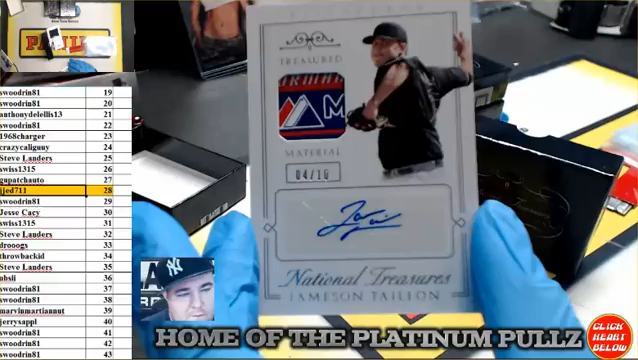 swoodrin81 19
swoodrin81 20
anthonydelellis13 21
swoodrin81 22
1968charger 23
crazycaliguy 24
Steve Landers 25
swiss1315 26
gupatchauto 27
jjed711 28
swoodrin81 29
Jesse Cacy 30
swiss1315 31
Steve Landers 32
drooogs 33
throwbackid 34
Steve Landers 35
absil 36
swoodrin81 37
swoodrin81 38
marvinmartiannut 39
jerrysappl 40
swoodrin81 41
swoodrin81 42
swoodrin81 43
TREASURED
M
MATERIAL
04/10
National Treasures
JAMESON TAILLON
HOME OF THE PLATINUM PULLZ
CLICK
HEART
BELOW